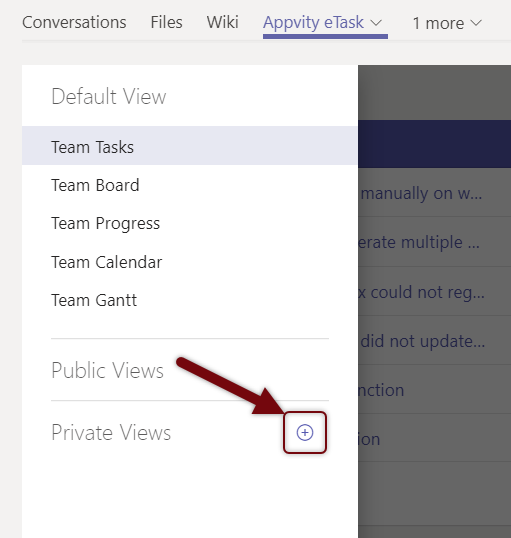 Conversations Files Wiki Appvity eTask 1 more
Default View
Team Tasks
manually on w...
Team Board
Team Progress
erate multiple ...
Team Calendar
x could not reg...
Team Gantt
did not update...
Public Views
nction
Private Views
ion